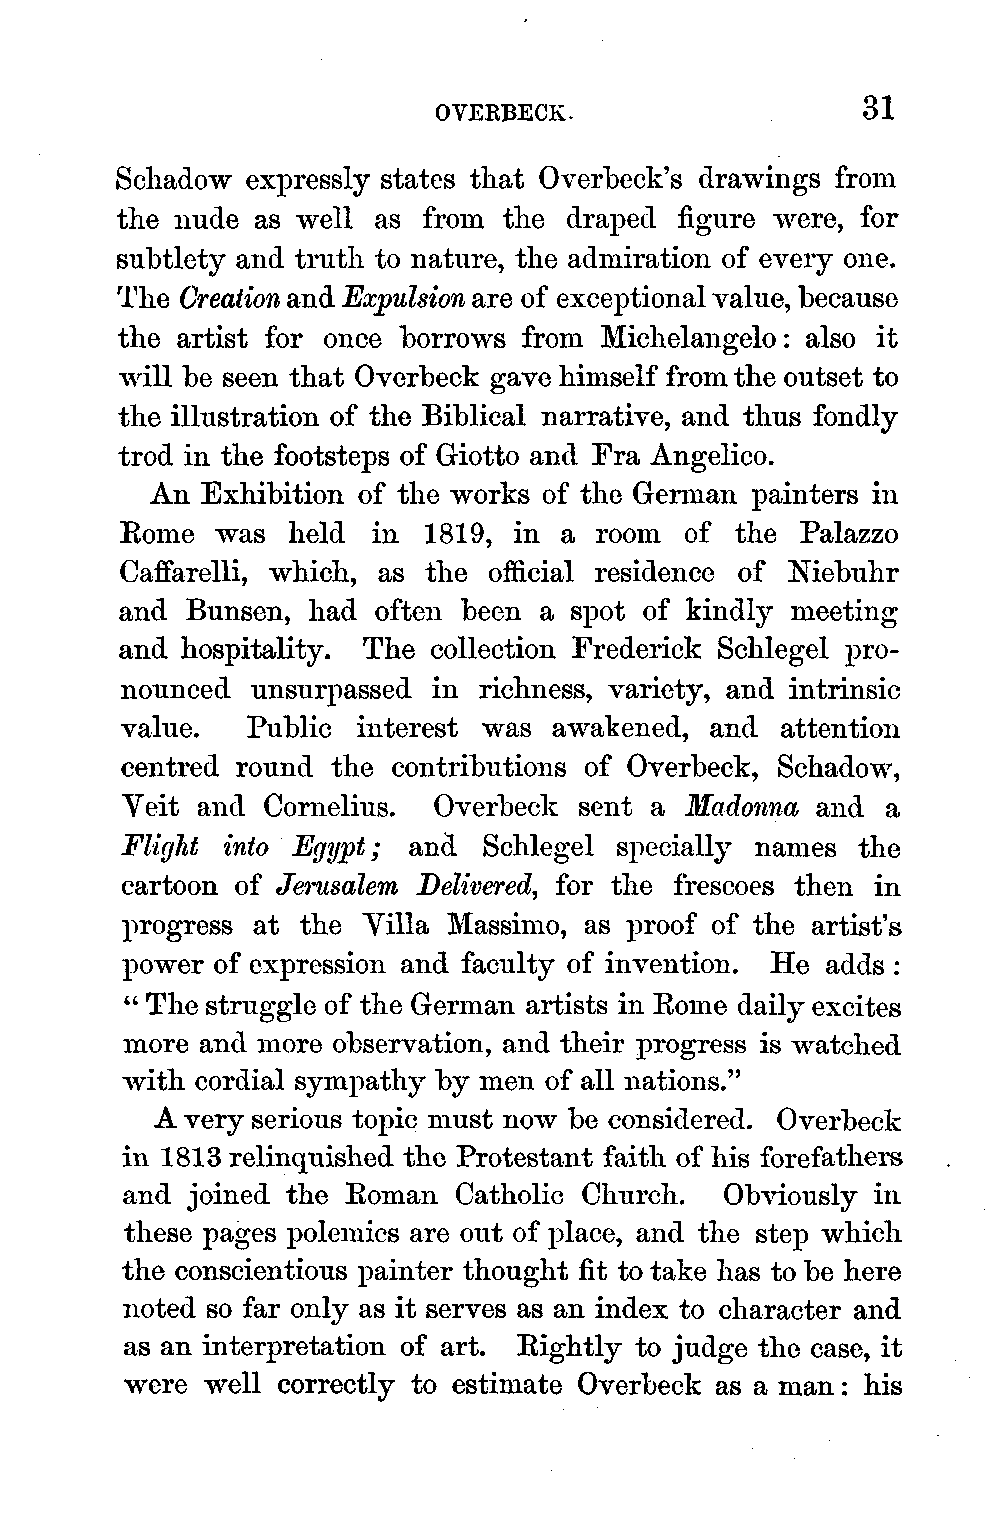 OVERBECK. 31
Schadow expressly states that Overbeck's drawings from
the nude as well as from the draped figure were, for
subtlety and truth to nature, the admiration of every one.
The Creation and Expulsion are of exceptional value, because
the artist for once borrows from Michelangelo: also it
will be seen that Overbeck gave himself from the outset to
the illustration of the Biblical narrative, and thus fondly
trod in the footsteps of Giotto and Fra Angelico.
An Exhibition of the works of the German painters in
Rome was held in 1819, in a room of the Palazzo
Caffarelli, which, as the official residence of Niebuhr
and Bunsen, had often been a spot of kindly meeting
and hospitality. The collection Frederick Schlegel pro-
nounced unsurpassed in richness, variety, and intrinsic
value. Public interest was awakened, and attention
centred round the contributions of Overbeck, Schadow,
Veit and Cornelius. Overbeck sent a Madonna and a
Flight into Egypt; and Schlegel specially names the
cartoon of Jerusalem Delivered, for the frescoes then in
progress at the Villa Massimo, as proof of the artist's
power of expression and faculty of invention. He adds:
"The struggle of the German artists in Rome daily excites
more and more observation, and their progress is watched
with cordial sympathy by men of all nations."
A very serious topic must now be considered. Overbeck
in 1813 relinquished the Protestant faith of his forefathers
and joined the Roman Catholic Church. Obviously in
these pages polemics are out of place, and the step which
the conscientious painter thought fit to take has to be here
noted so far only as it serves as an index to character and
as an interpretation of art. Rightly to judge the case, it
were well correctly to estimate Overbeck as a man: his